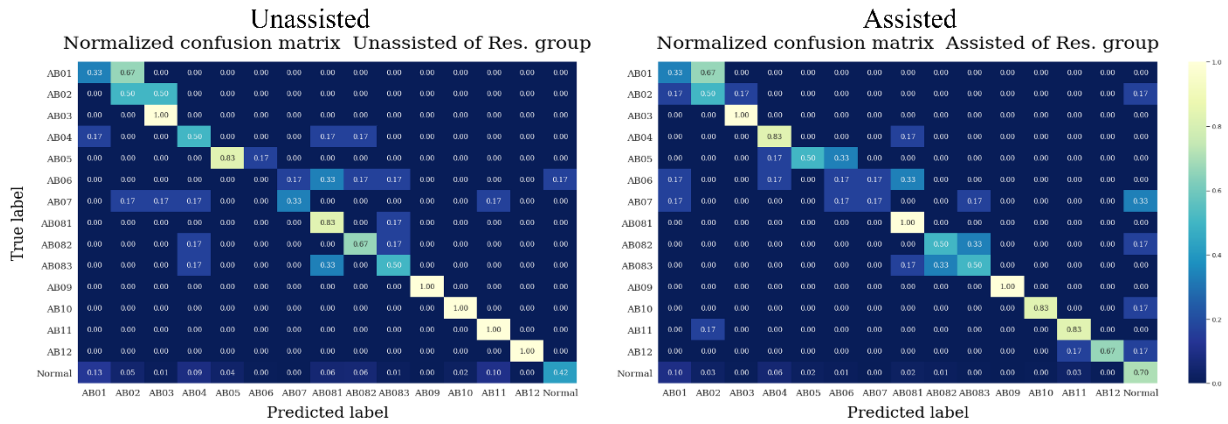 Unassisted
Normalized confusion matrix Unassisted of Res. group
True label
AB01 0.33 0.67 0.00 0.00 0.00 0.00 0.00 0.00 0.00 0.00 0.00 0.00 0.00 0.00 0.00
AB02 0.00 0.50 0.50 0.00 0.00 0.00 0.00 0.00 0.00 0.00 0.00 0.00 0.00 0.00 0.00
AB03 0.00 0.00 1.00 0.00 0.00 0.00 0.00 0.00 0.00 0.00 0.00 0.00 0.00 0.00 0.00
AB04 0.17 0.00 0.00 0.50 0.00 0.00 0.00 0.17 0.17 0.00 0.00 0.00 0.00 0.00 0.00
AB05 0.00 0.00 0.00 0.00 0.83 0.17 0.00 0.00 0.00 0.00 0.00 0.00 0.00 0.00 0.00
AB06 0.00 0.00 0.00 0.00 0.00 0.00 0.17 0.33 0.17 0.17 0.00 0.00 0.00 0.00 0.17
AB07 0.00 0.17 0.17 0.17 0.00 0.00 0.33 0.00 0.00 0.00 0.00 0.00 0.17 0.00 0.00
AB081 0.00 0.00 0.00 0.00 0.00 0.00 0.00 0.83 0.00 0.17 0.00 0.00 0.00 0.00 0.00
AB082 0.00 0.00 0.00 0.17 0.00 0.00 0.00 0.00 0.67 0.17 0.00 0.00 0.00 0.00 0.00
AB083 0.00 0.00 0.00 0.17 0.00 0.00 0.00 0.33 0.00 0.50 0.00 0.00 0.00 0.00 0.00
AB09 0.00 0.00 0.00 0.00 0.00 0.00 0.00 0.00 0.00 0.00 1.00 0.00 0.00 0.00 0.00
AB10 0.00 0.00 0.00 0.00 0.00 0.00 0.00 0.00 0.00 0.00 0.00 1.00 0.00 0.00 0.00
AB11 0.00 0.00 0.00 0.00 0.00 0.00 0.00 0.00 0.00 0.00 0.00 0.00 1.00 0.00 0.00
AB12 0.00 0.00 0.00 0.00 0.00 0.00 0.00 0.00 0.00 0.00 0.00 0.00 0.00 1.00 0.00
Normal 0.13 0.05 0.01 0.09 0.04 0.00 0.00 0.06 0.06 0.01 0.00 0.02 0.10 0.00 0.42
AB01 AB02 AB03 AB04 AB05 AB06 AB07 AB081 AB082 AB083 AB09 AB10 AB11 AB12 Normal
Predicted label
Assisted
Normalized confusion matrix Assisted of Res. group
AB01 0.33 0.67 0.00 0.00 0.00 0.00 0.00 0.00 0.00 0.00 0.00 0.00 0.00 0.00 0.00
AB02 0.17 0.50 0.17 0.00 0.00 0.00 0.00 0.00 0.00 0.00 0.00 0.00 0.00 0.00 0.17
AB03 0.00 0.00 1.00 0.00 0.00 0.00 0.00 0.00 0.00 0.00 0.00 0.00 0.00 0.00 0.00
AB04 0.00 0.00 0.00 0.83 0.00 0.00 0.00 0.17 0.00 0.00 0.00 0.00 0.00 0.00 0.00
AB05 0.00 0.00 0.00 0.17 0.50 0.33 0.00 0.00 0.00 0.00 0.00 0.00 0.00 0.00 0.00
AB06 0.17 0.00 0.00 0.17 0.00 0.17 0.17 0.33 0.00 0.00 0.00 0.00 0.00 0.00 0.00
AB07 0.17 0.00 0.00 0.00 0.00 0.17 0.17 0.00 0.00 0.17 0.00 0.00 0.00 0.00 0.33
AB081 0.00 0.00 0.00 0.00 0.00 0.00 0.00 1.00 0.00 0.00 0.00 0.00 0.00 0.00 0.00
AB082 0.00 0.00 0.00 0.00 0.00 0.00 0.00 0.00 0.50 0.33 0.00 0.00 0.00 0.00 0.17
AB083 0.00 0.00 0.00 0.00 0.00 0.00 0.00 0.17 0.33 0.50 0.00 0.00 0.00 0.00 0.00
AB09 0.00 0.00 0.00 0.00 0.00 0.00 0.00 0.00 0.00 0.00 1.00 0.00 0.00 0.00 0.00
AB10 0.00 0.00 0.00 0.00 0.00 0.00 0.00 0.00 0.00 0.00 0.00 0.83 0.00 0.00 0.17
AB11 0.00 0.17 0.00 0.00 0.00 0.00 0.00 0.00 0.00 0.00 0.00 0.00 0.83 0.00 0.00
AB12 0.00 0.00 0.00 0.00 0.00 0.00 0.00 0.00 0.00 0.00 0.00 0.00 0.17 0.67 0.17
Normal 0.10 0.03 0.00 0.06 0.02 0.01 0.00 0.02 0.01 0.00 0.00 0.00 0.03 0.00 0.70
AB01 AB02 AB03 AB04 AB05 AB06 AB07 AB081 AB082 AB083 AB09 AB10 AB11 AB12 Normal
Predicted label
1.0
0.8
0.6
0.4
0.2
0.0